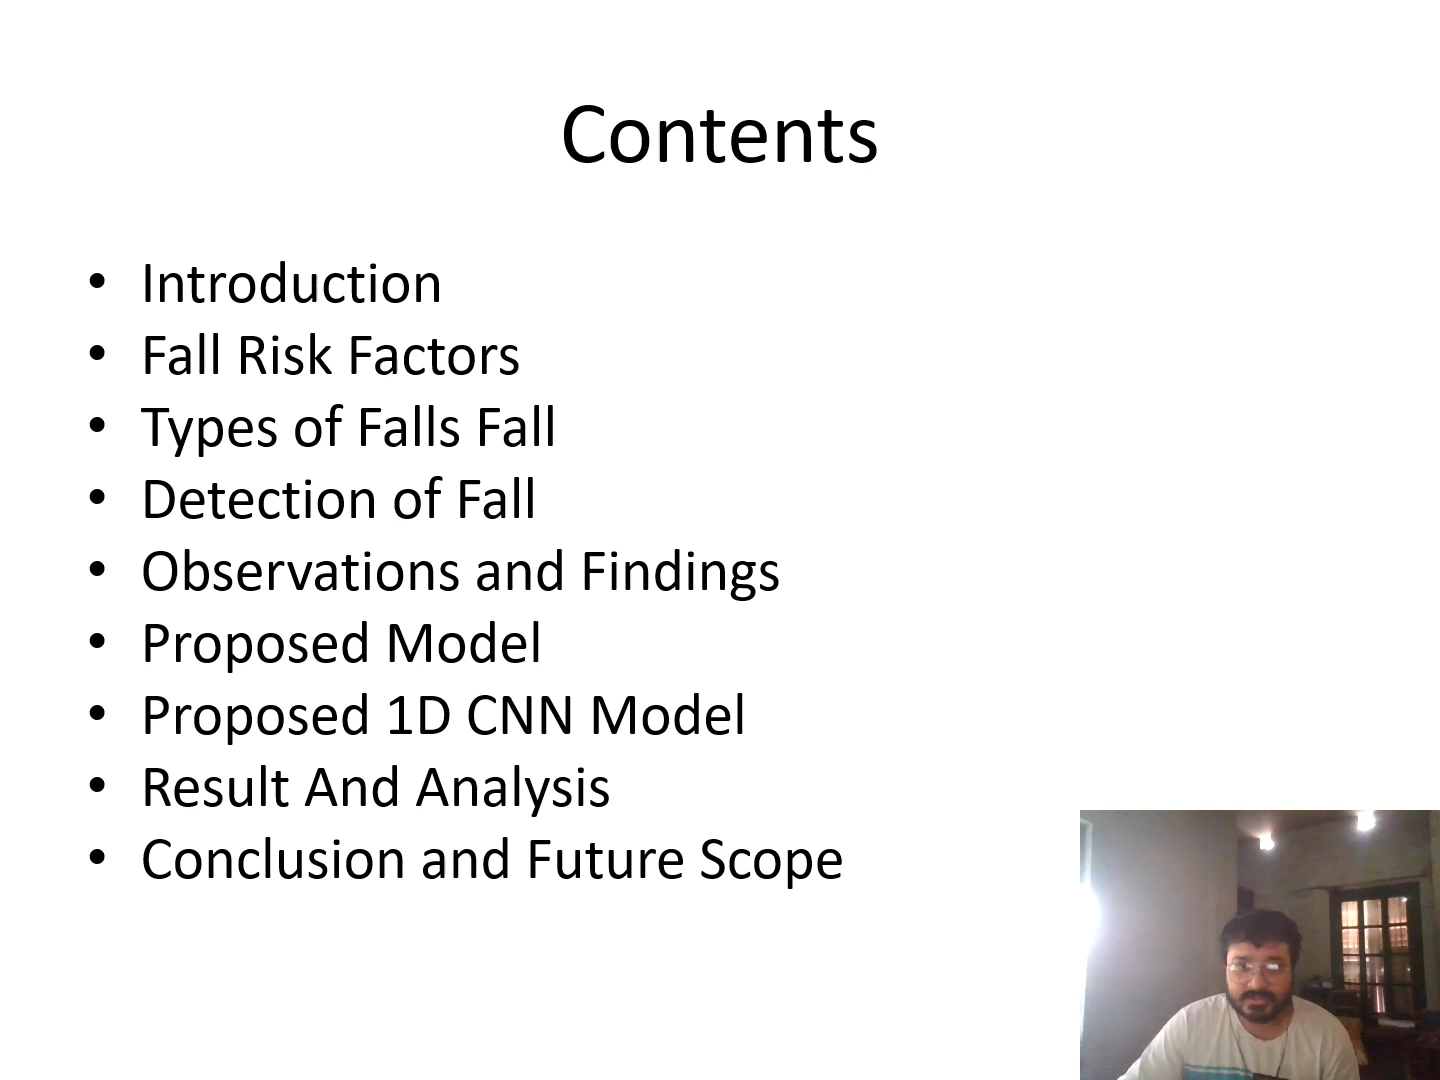 Contents
• Introduction
• Fall Risk Factors
• Types of Falls Fall
• Detection of Fall
• Observations and Findings
• Proposed Model
• Proposed 1D CNN Model
• Result And Analysis
• Conclusion and Future Scope